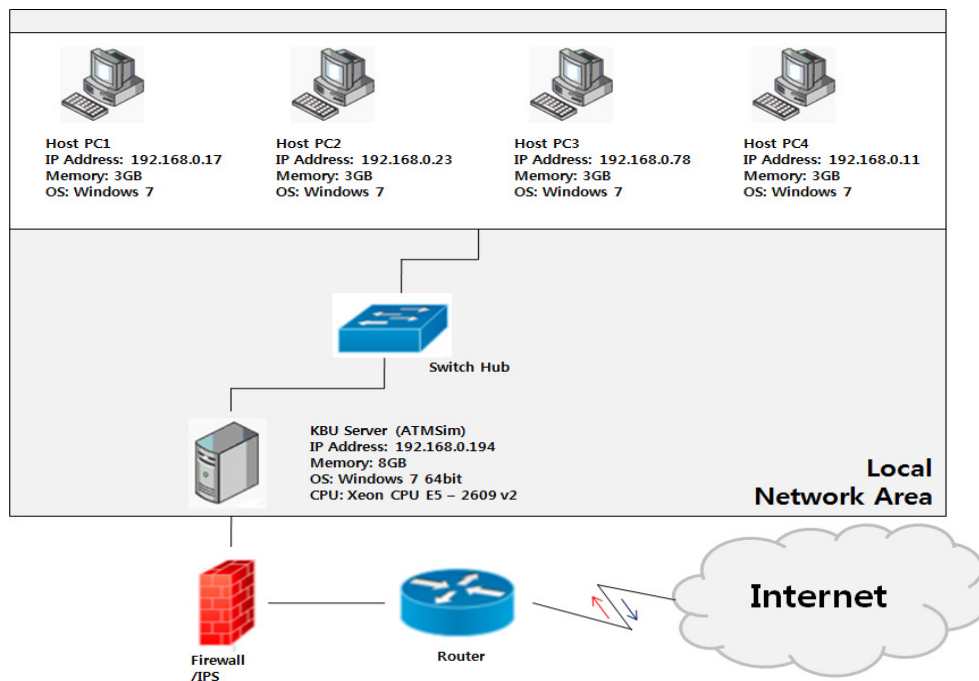 Host PC1
IP Address: 192.168.0.17
Memory: 3GB
OS: Windows 7
Host PC2
IP Address: 192.168.0.23
Memory: 3GB
OS: Windows 7
Host PC3
IP Address: 192.168.0.78
Memory: 3GB
OS: Windows 7
Host PC4
IP Address: 192.168.0.11
Memory: 3GB
OS: Windows 7
Switch Hub
KBU Server (ATMSim)
IP Address: 192.168.0.194
Memory: 8GB
OS: Windows 7 64bit
CPU: Xeon CPU E5 – 2609 v2
Local
Network Area
Internet
Firewall
/IPS
Router